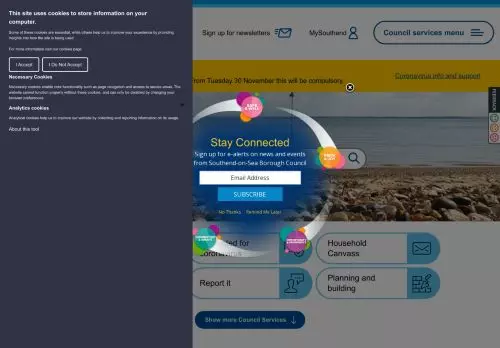 This site uses cookies to store information on your
computer.
Some of these cookies are essential, while others help us to improve your experience by providing
insights into how the site is being used.
For more information visit our cookies page
I Accept
I Do Not Accept
Necessary Cookies
Necessary cookies enable core functionality such as page navigation and access to secure areas. The
website cannot function properly without these cookies, and can only be disabled by changing your
browser preferences.
Analytics cookies
Analytical cookies help us to improve our website by collecting and reporting information on its usage.
About this tool
Sign up for newsletters
MySouthend
Council services menu
From Tuesday 30 November this will be compulsory.
Coronavirus info and support
FEEDBACK
SAFE
& WELL
Stay Connected
Sign up for e-alerts on news and events
from Southend-on-Sea Borough Council
Email Address
SUBSCRIBE
No Thanks
Remind Me Later
ed for
coronavirus
Household
Canvass
Report it
Planning and
building
Show more Council Services